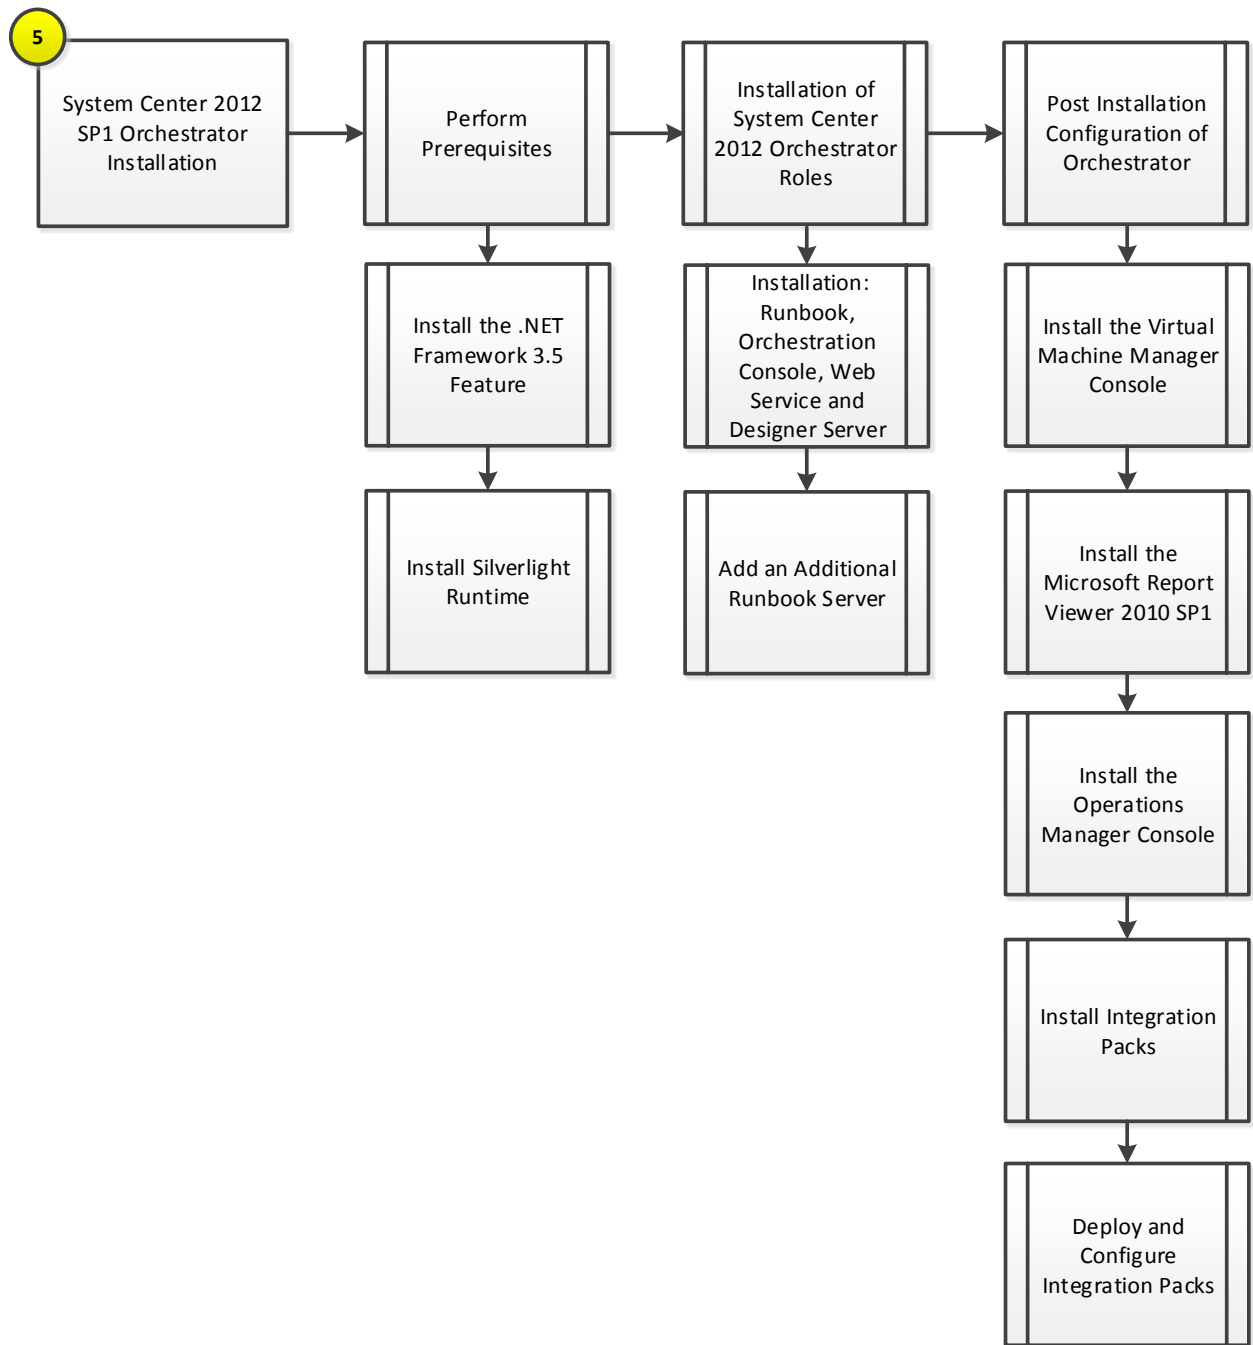 5
System Center 2012
SP1 Orchestrator
Installation
Perform
Prerequisites
Installation of
System Center
2012 Orchestrator
Roles
Post Installation
Configuration of
Orchestrator
Install the .NET
Framework 3.5
Feature
Installation:
Runbook,
Orchestration
Console, Web
Service and
Designer Server
Install the Virtual
Machine Manager
Console
Install Silverlight
Runtime
Add an Additional
Runbook Server
Install the
Microsoft Report
Viewer 2010 SP1
Install the
Operations
Manager Console
Install Integration
Packs
Deploy and
Configure
Integration Packs